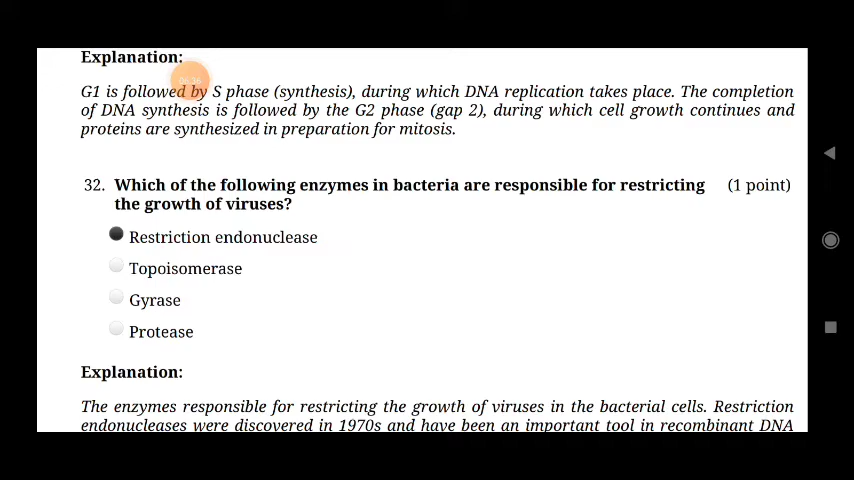 Explanation:
G1 is followed by S phase (synthesis), during which DNA replication takes place. The completion
of DNA synthesis is followed by the G2 phase (gap 2), during which cell growth continues and
proteins are synthesized in preparation for mitosis.
32. Which of the following enzymes in bacteria are responsible for restricting (1 point)
the growth of viruses?
Restriction endonuclease
Topoisomerase
Gyrase
Protease
Explanation:
The enzymes responsible for restricting the growth of viruses in the bacterial cells. Restriction
endonucleases were discovered in 1970s and have been an important tool in recombinant DNA